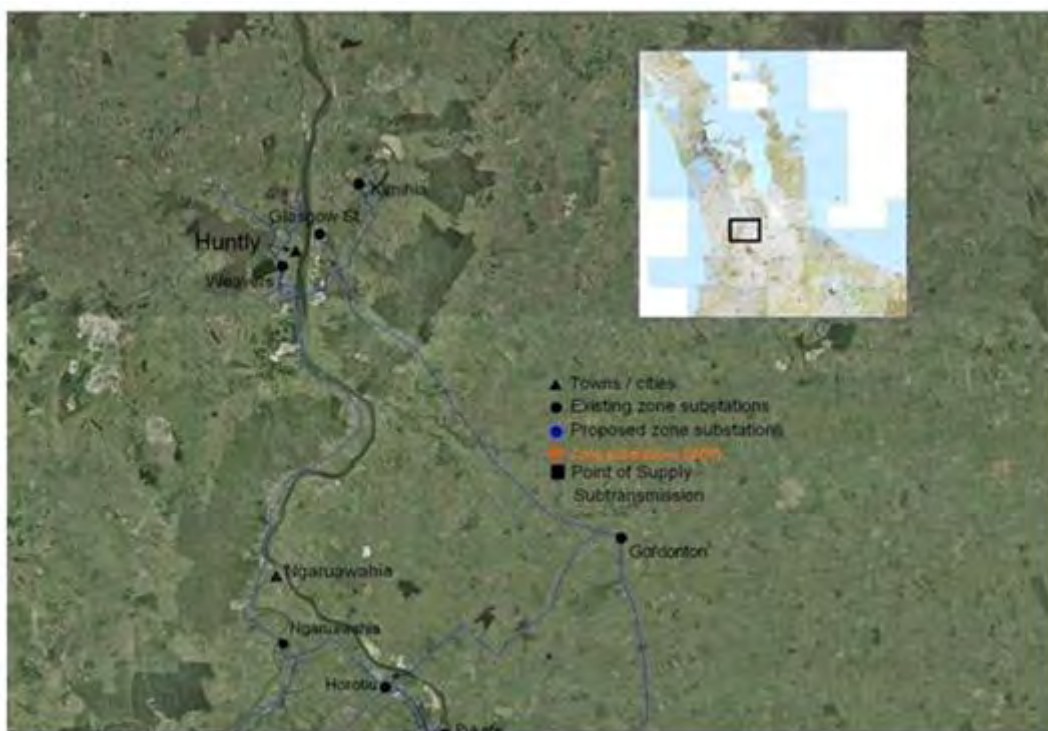 Kimihia
Glasgow St
Huntly
Weavers
Towns / cities
Existing zone substations
Proposed zone substations
Point of Supply
Subtransmission
Gordonton
Ngaruawahia
Ngaruawahia
Horotiu